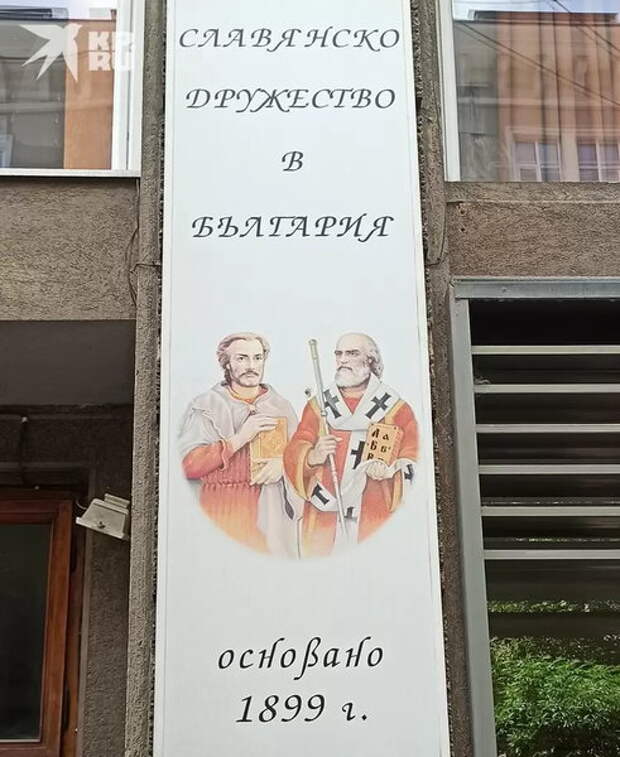 KP.RU
СЛАВЯНСКО
ДРУЖЕСТВО
В
БЪЛГАРИЯ
основано
1899 г.